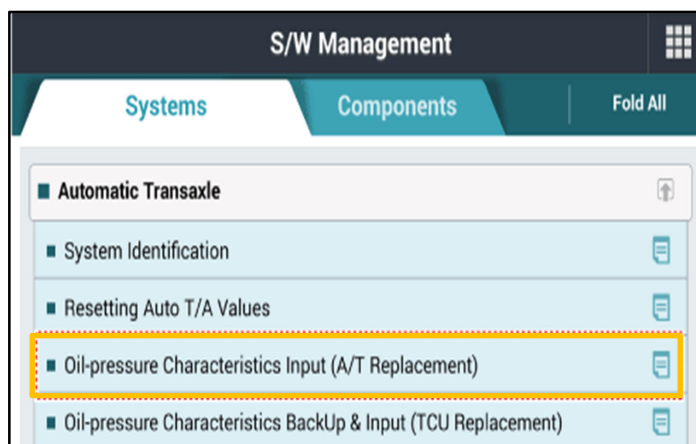 S/W Management
Systems
Components
Fold All
Automatic Transaxle
System Identification
Resetting Auto T/A Values
Oil-pressure Characteristics Input (A/T Replacement)
Oil-pressure Characteristics BackUp & Input (TCU Replacement)